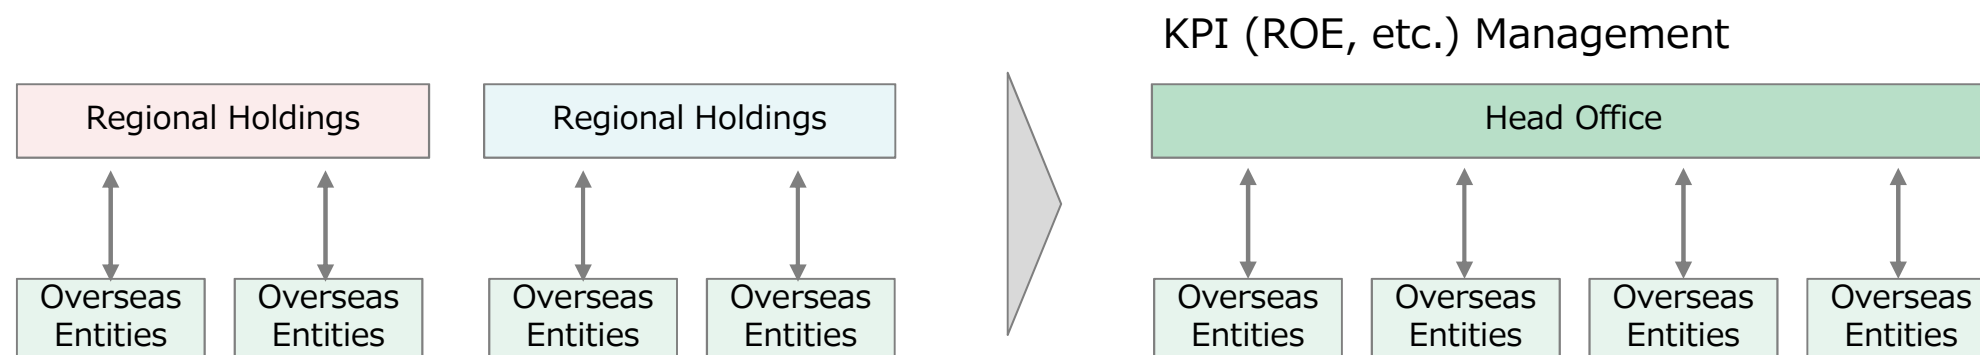 KPI (ROE, etc.) Management
Regional Holdings
Regional Holdings
Head Office
Overseas
Entities
Overseas
Entities
Overseas
Entities
Overseas
Entities
Overseas
Entities
Overseas
Entities
Overseas
Entities
Overseas
Entities